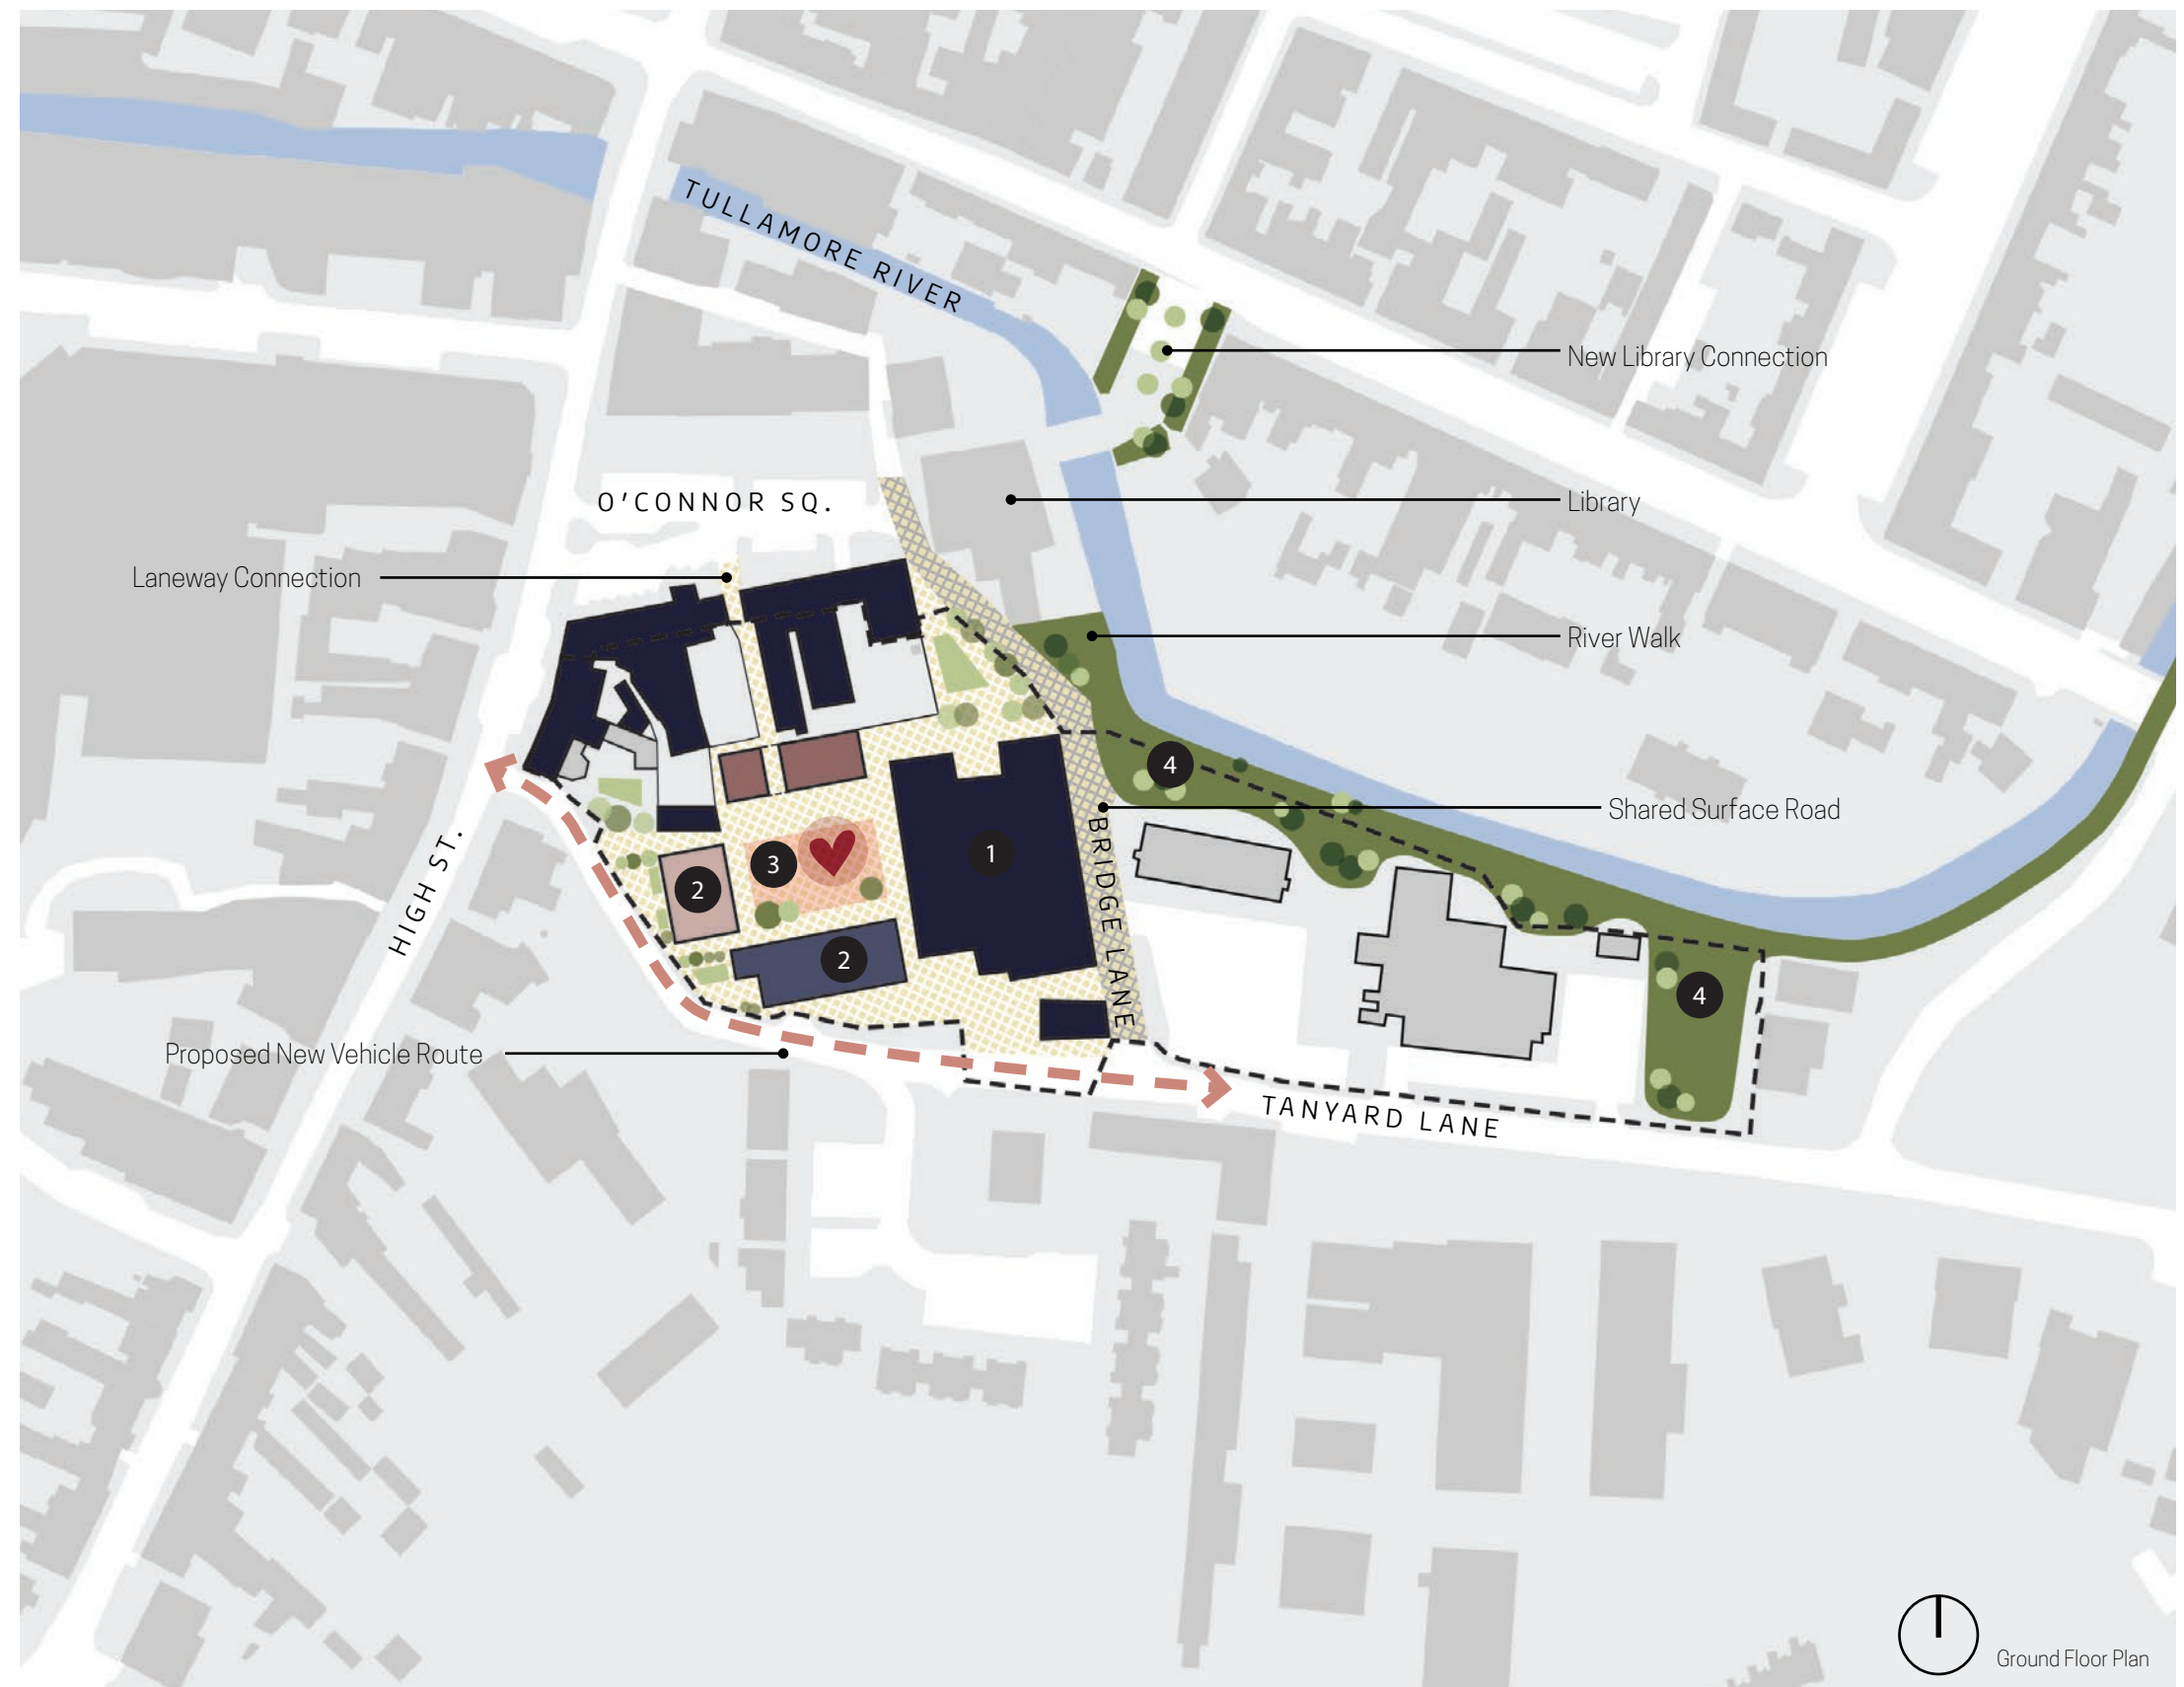 TULLAMORE RIVER
New Library Connection
O'CONNOR SQ.
Library
Laneway Connection
River Walk
4
Shared Surface Road
BRIDGE LANE
HIGH ST.
3
1
2
2
4
Proposed New Vehicle Route
TANYARD LANE
Ground Floor Plan